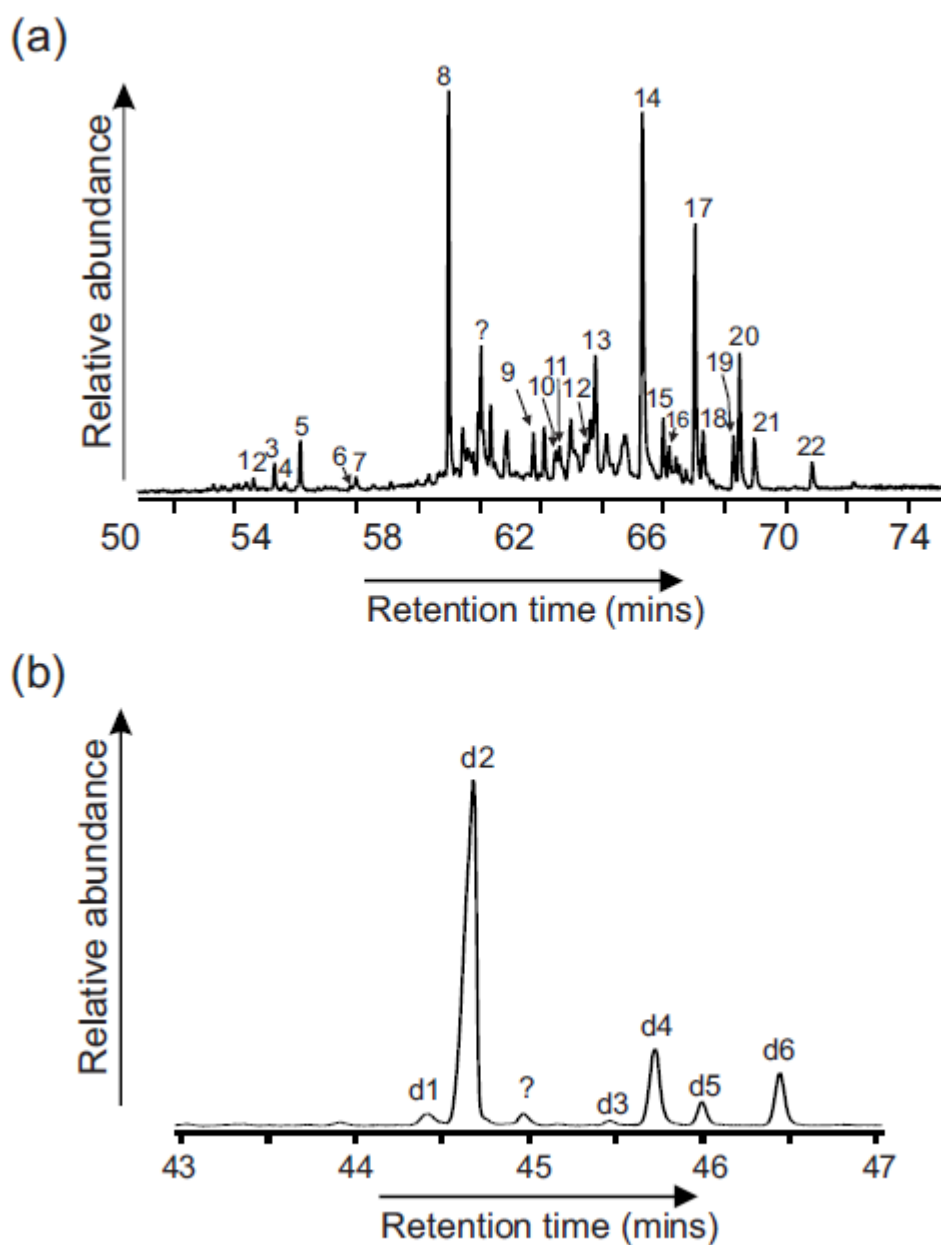 (a)
Relative abundance
8
14
17
?
13
20
19
11
9
10
12
15
16
18
21
5
3
12
4
6
7
22
50 54 58 62 66 70 74
Retention time (mins)
(b)
Relative abundance
d2
d4
d6
d1
?
d3
d5
43 44 45 46 47
Retention time (mins)